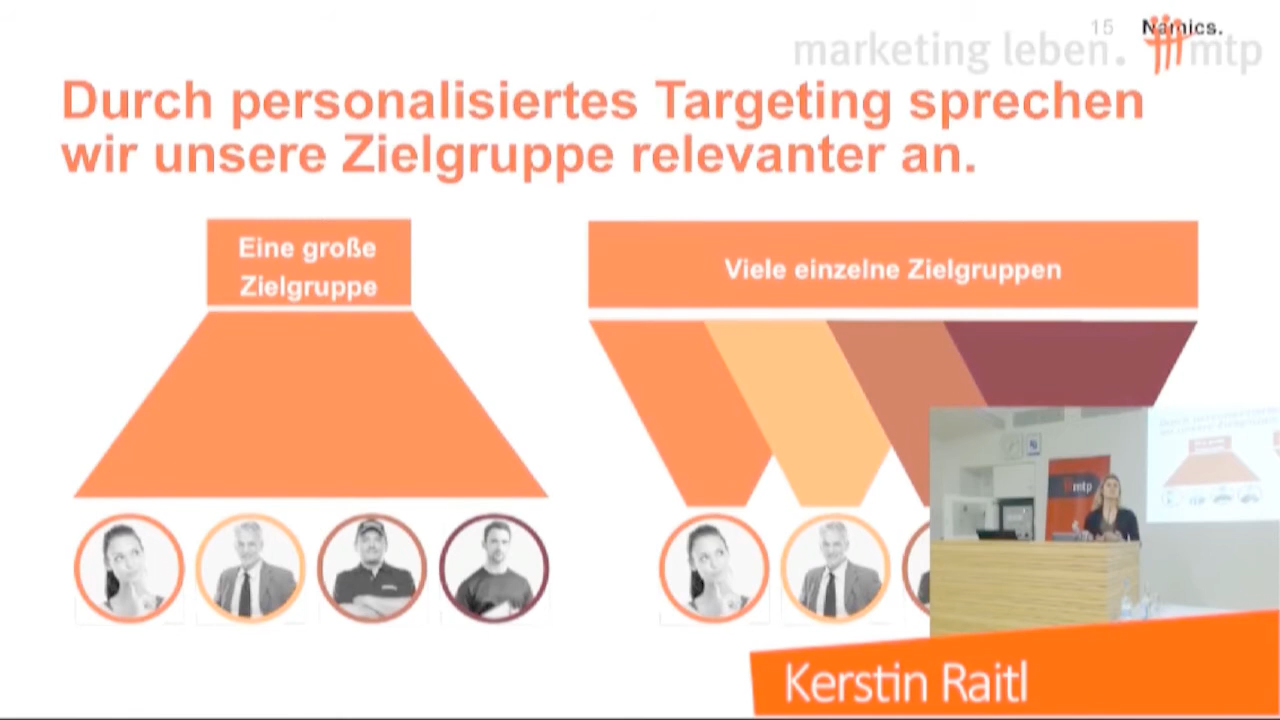 15 Namics.
marketing leben. mtp
Durch personalisiertes Targeting sprechen
wir unsere Zielgruppe relevanter an.
Eine große
Zielgruppe
Viele einzelne Zielgruppen
mtp
Kerstin Raitl